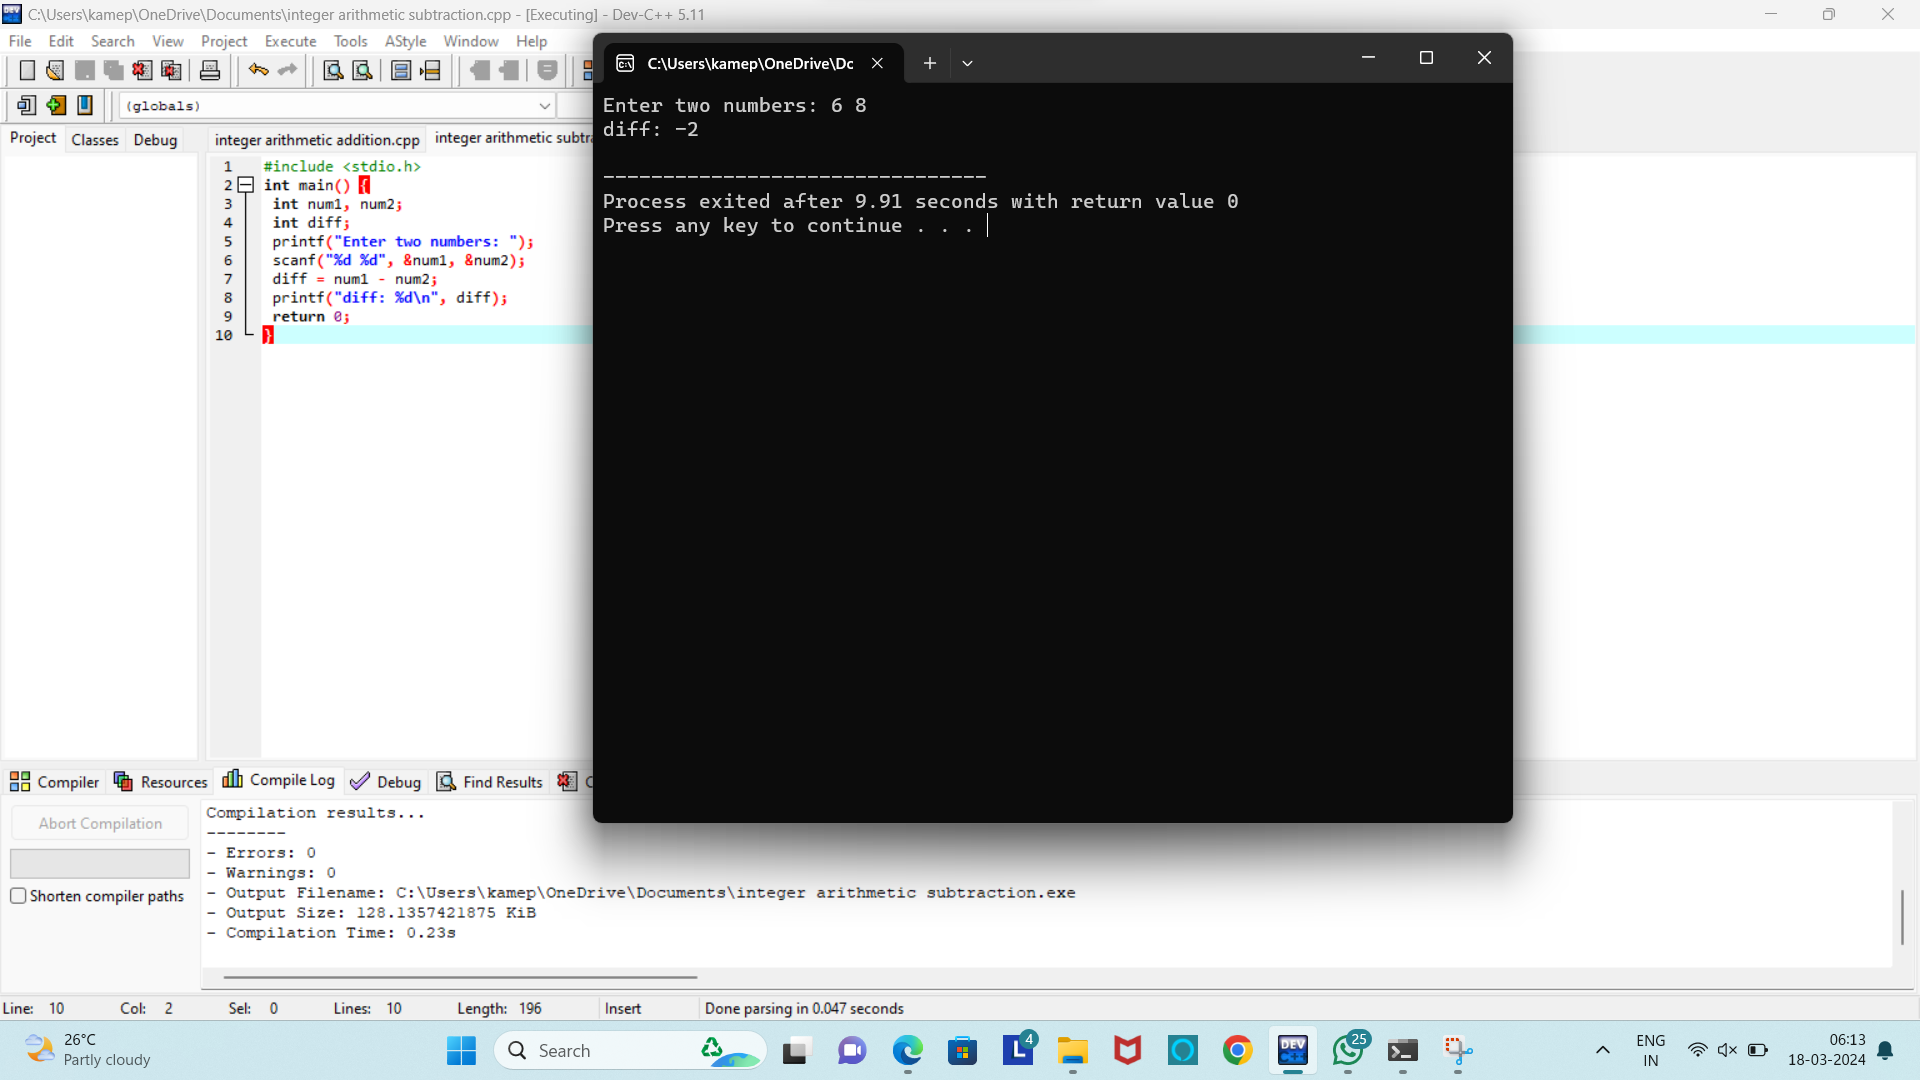 C:\Users\kamep\OneDrive\Documents\integer arithmetic subtraction.cpp - [Executing] - Dev-C++ 5.11
File Edit Search View Project Execute Tools AStyle Window Help
(globals)
Project Classes Debug
integer arithmetic addition.cpp integer arithmetic subtra
1 #include <stdio.h>
2 int main() {
3 int num1, num2;
4 int diff;
5 printf("Enter two numbers: ");
6 scanf("%d %d", &num1, &num2);
7 diff = num1 - num2;
8 printf("diff: %d\n", diff);
9 return 0;
10 }
C:\Users\kamep\OneDrive\Dc
Enter two numbers: 6 8
diff: -2
--------------------------------
Process exited after 9.91 seconds with return value 0
Press any key to continue . . .
Compiler Resources Compile Log Debug Find Results
Abort Compilation
Shorten compiler paths
Compilation results...
--------
- Errors: 0
- Warnings: 0
- Output Filename: C:\Users\kamep\OneDrive\Documents\integer arithmetic subtraction.exe
- Output Size: 128.1357421875 KiB
- Compilation Time: 0.23s
Line: 10 Col: 2 Sel: 0 Lines: 10 Length: 196 Insert Done parsing in 0.047 seconds
26°C
Partly cloudy
Search
L 4
DEV C++
25
ENG
IN
06:13
18-03-2024